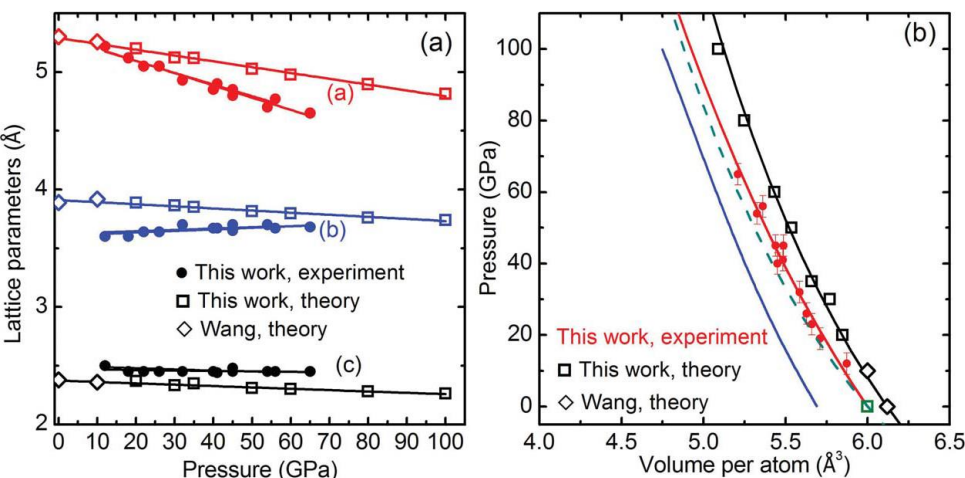 (a)
5
4
3
2
Lattice parameters (Å)
(a)
(b)
This work, experiment
This work, theory
Wang, theory
(c)
0 10 20 30 40 50 60 70 80 90 100
Pressure (GPa)
(b)
100
80
60
40
20
0
Pressure (GPa)
This work, experiment
This work, theory
Wang, theory
4.0 4.5 5.0 5.5 6.0 6.5
Volume per atom (Å³)